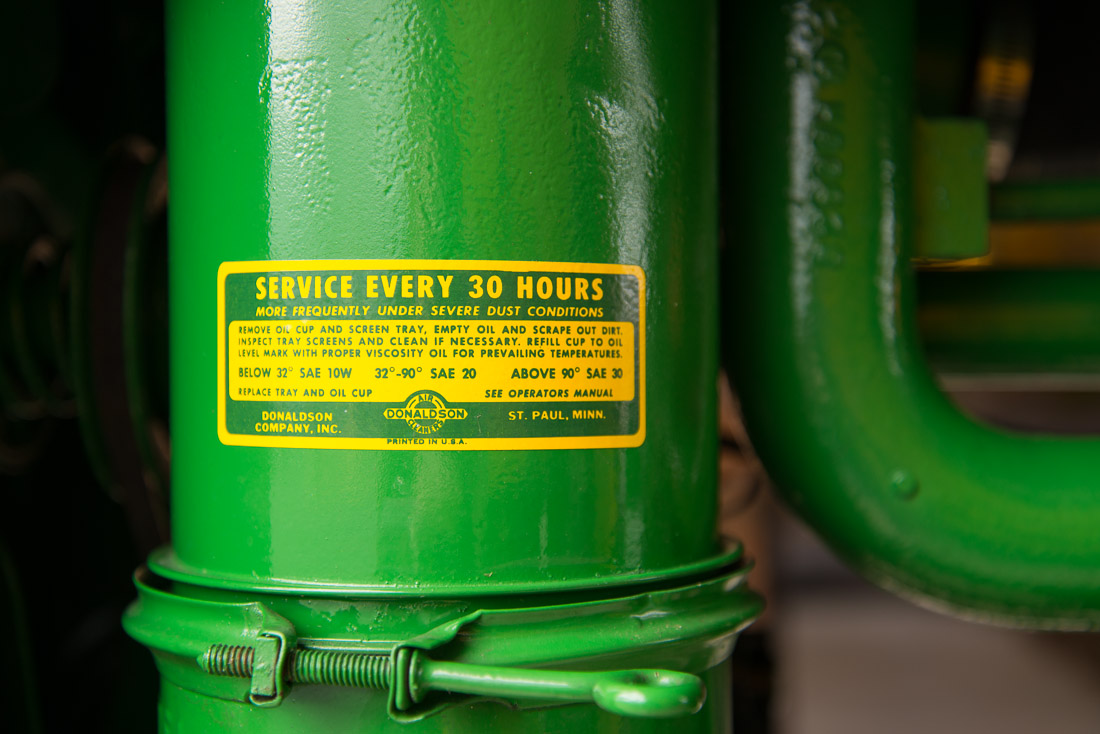 SERVICE EVERY 30 HOURS
MORE FREQUENTLY UNDER SEVERE DUST CONDITIONS
REMOVE OIL CUP AND SCREEN TRAY, EMPTY OIL AND SCRAPE OUT DIRT.
INSPECT TRAY SCREENS AND CLEAN IF NECESSARY. REFILL CUP TO OIL
LEVEL MARK WITH PROPER VISCOSITY OIL FOR PREVAILING TEMPERATURES.
BELOW 32° SAE 10W 32°-90° SAE 20 ABOVE 90° SAE 30
REPLACE TRAY AND OIL CUP SEE OPERATORS MANUAL
DONALDSON
COMPANY, INC.
AIR
DONALDSON
CLEANERS
ST. PAUL, MINN.
PRINTED IN U.S.A.